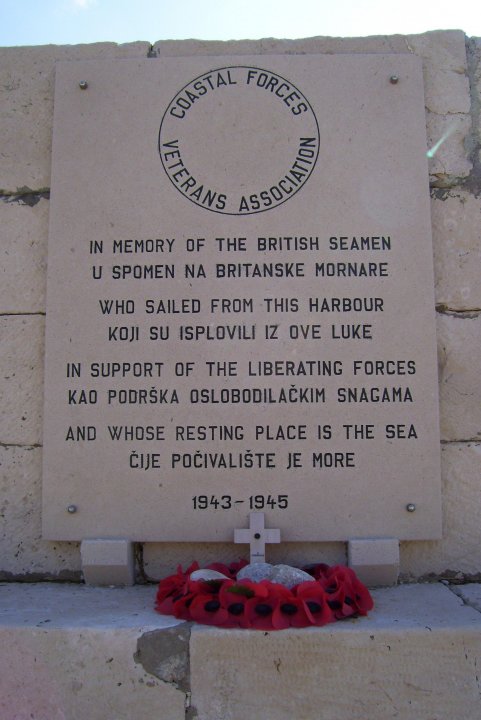 COASTAL FORCES
VETERANS ASSOCIATION
IN MEMORY OF THE BRITISH SEAMEN
U SPOMEN NA BRITANSKE MORNARE
WHO SAILED FROM THIS HARBOUR
KOJI SU ISPLOVILI IZ OVE LUKE
IN SUPPORT OF THE LIBERATING FORCES
KAO PODRŠKA OSLOBODILAČKIM SNAGAMA
AND WHOSE RESTING PLACE IS THE SEA
ČIJE POČIVALIŠTE JE MORE
1943-1945